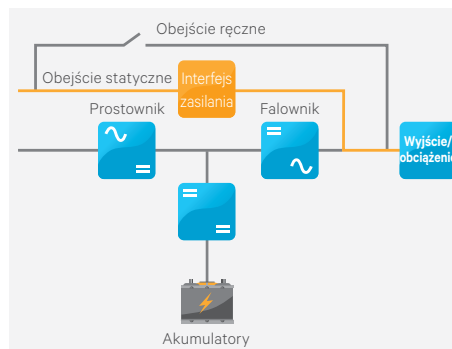 Obejście ręczne
Obejście statyczne
Interfejs
zasilania
Prostownik
Falownik
Wyjście/
obciążenie
Akumulatory